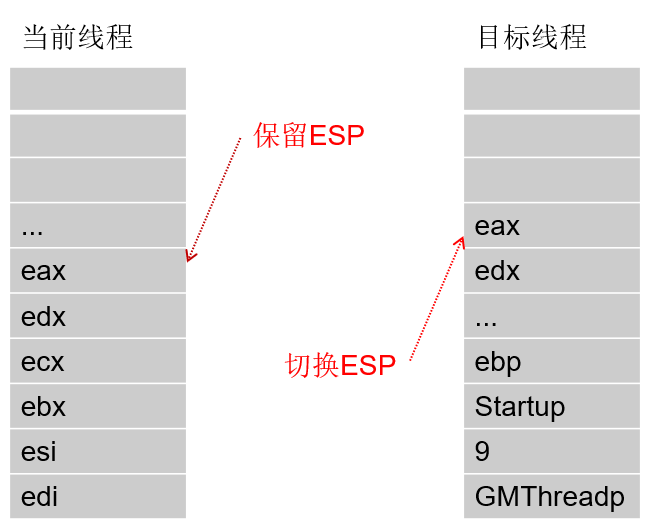 当前线程
目标线程
保留ESP
切换ESP
...
eax
edx
ecx
ebx
esi
edi
eax
edx
...
ebp
Startup
9
GMThreadp